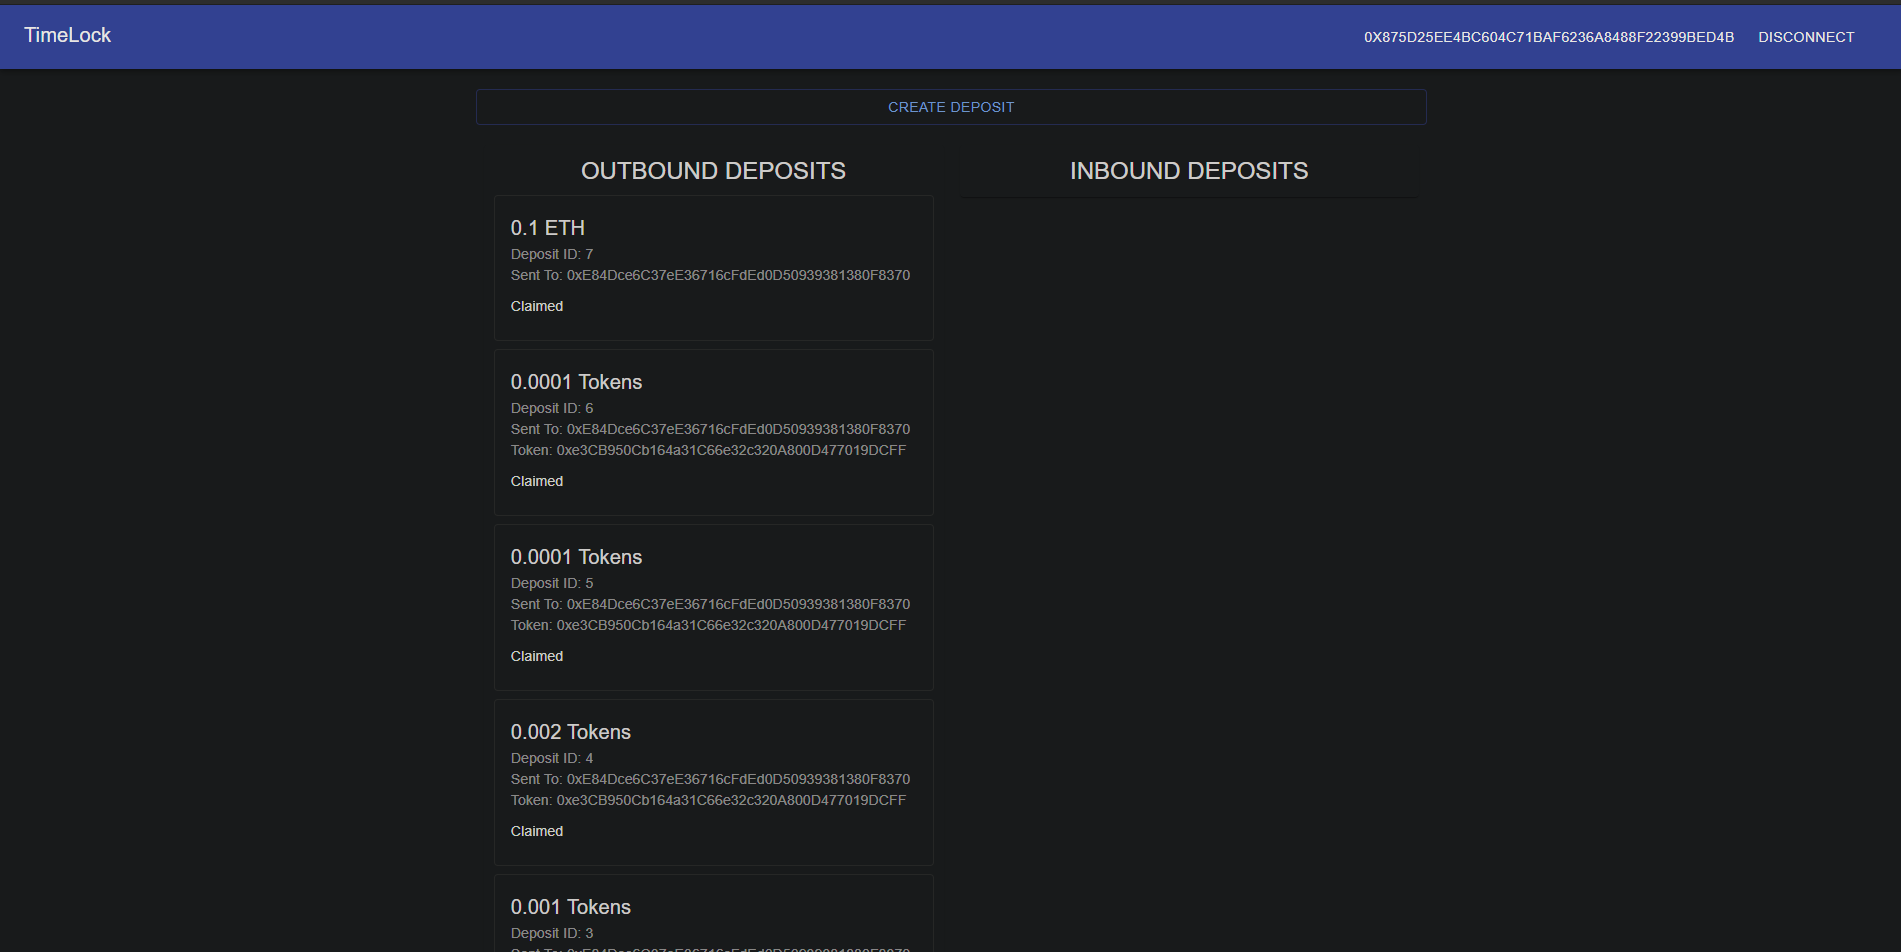 TimeLock
0X875D25EE4BC604C71BAF6236A8488F22399BED4B DISCONNECT
CREATE DEPOSIT
OUTBOUND DEPOSITS
0.1 ETH
Deposit ID: 7
Sent To: 0xE84Dce6C37eE36716cFdEd0D50939381380F8370
Claimed
0.0001 Tokens
Deposit ID: 6
Sent To: 0xE84Dce6C37eE36716cFdEd0D50939381380F8370
Token: 0xe3CB950Cb164a31C66e32c320A800D477019DCFF
Claimed
0.0001 Tokens
Deposit ID: 5
Sent To: 0xE84Dce6C37eE36716cFdEd0D50939381380F8370
Token: 0xe3CB950Cb164a31C66e32c320A800D477019DCFF
Claimed
0.002 Tokens
Deposit ID: 4
Sent To: 0xE84Dce6C37eE36716cFdEd0D50939381380F8370
Token: 0xe3CB950Cb164a31C66e32c320A800D477019DCFF
Claimed
0.001 Tokens
Deposit ID: 3
INBOUND DEPOSITS